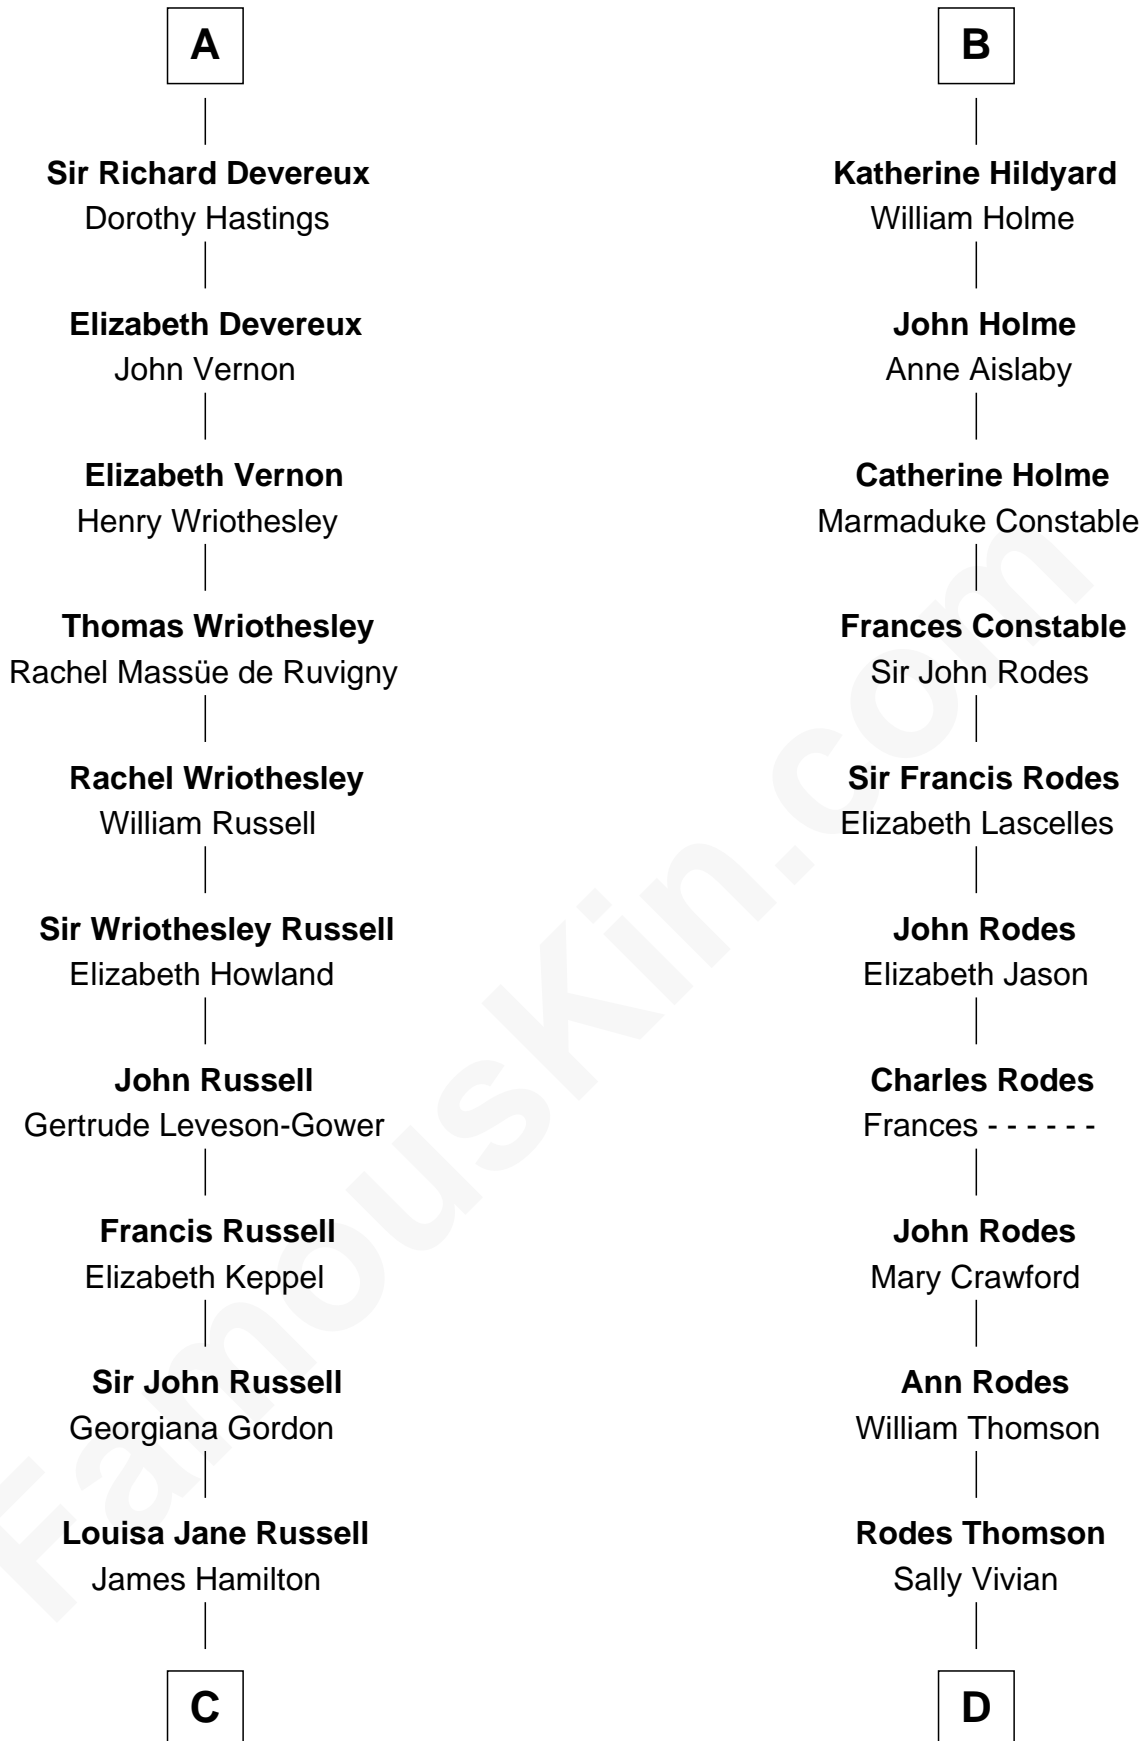 A
Sir Richard Devereux
Dorothy Hastings
Elizabeth Devereux
John Vernon
Elizabeth Vernon
Henry Wriothesley
Thomas Wriothesley
Rachel Massüe de Ruvigny
Rachel Wriothesley
William Russell
Sir Wriothesley Russell
Elizabeth Howland
John Russell
Gertrude Leveson-Gower
Francis Russell
Elizabeth Keppel
Sir John Russell
Georgiana Gordon
Louisa Jane Russell
James Hamilton
C
B
Katherine Hildyard
William Holme
John Holme
Anne Aislaby
Catherine Holme
Marmaduke Constable
Frances Constable
Sir John Rodes
Sir Francis Rodes
Elizabeth Lascelles
John Rodes
Elizabeth Jason
Charles Rodes
Frances - - - - - -
John Rodes
Mary Crawford
Ann Rodes
William Thomson
Rodes Thomson
Sally Vivian
D
FamousKin.com